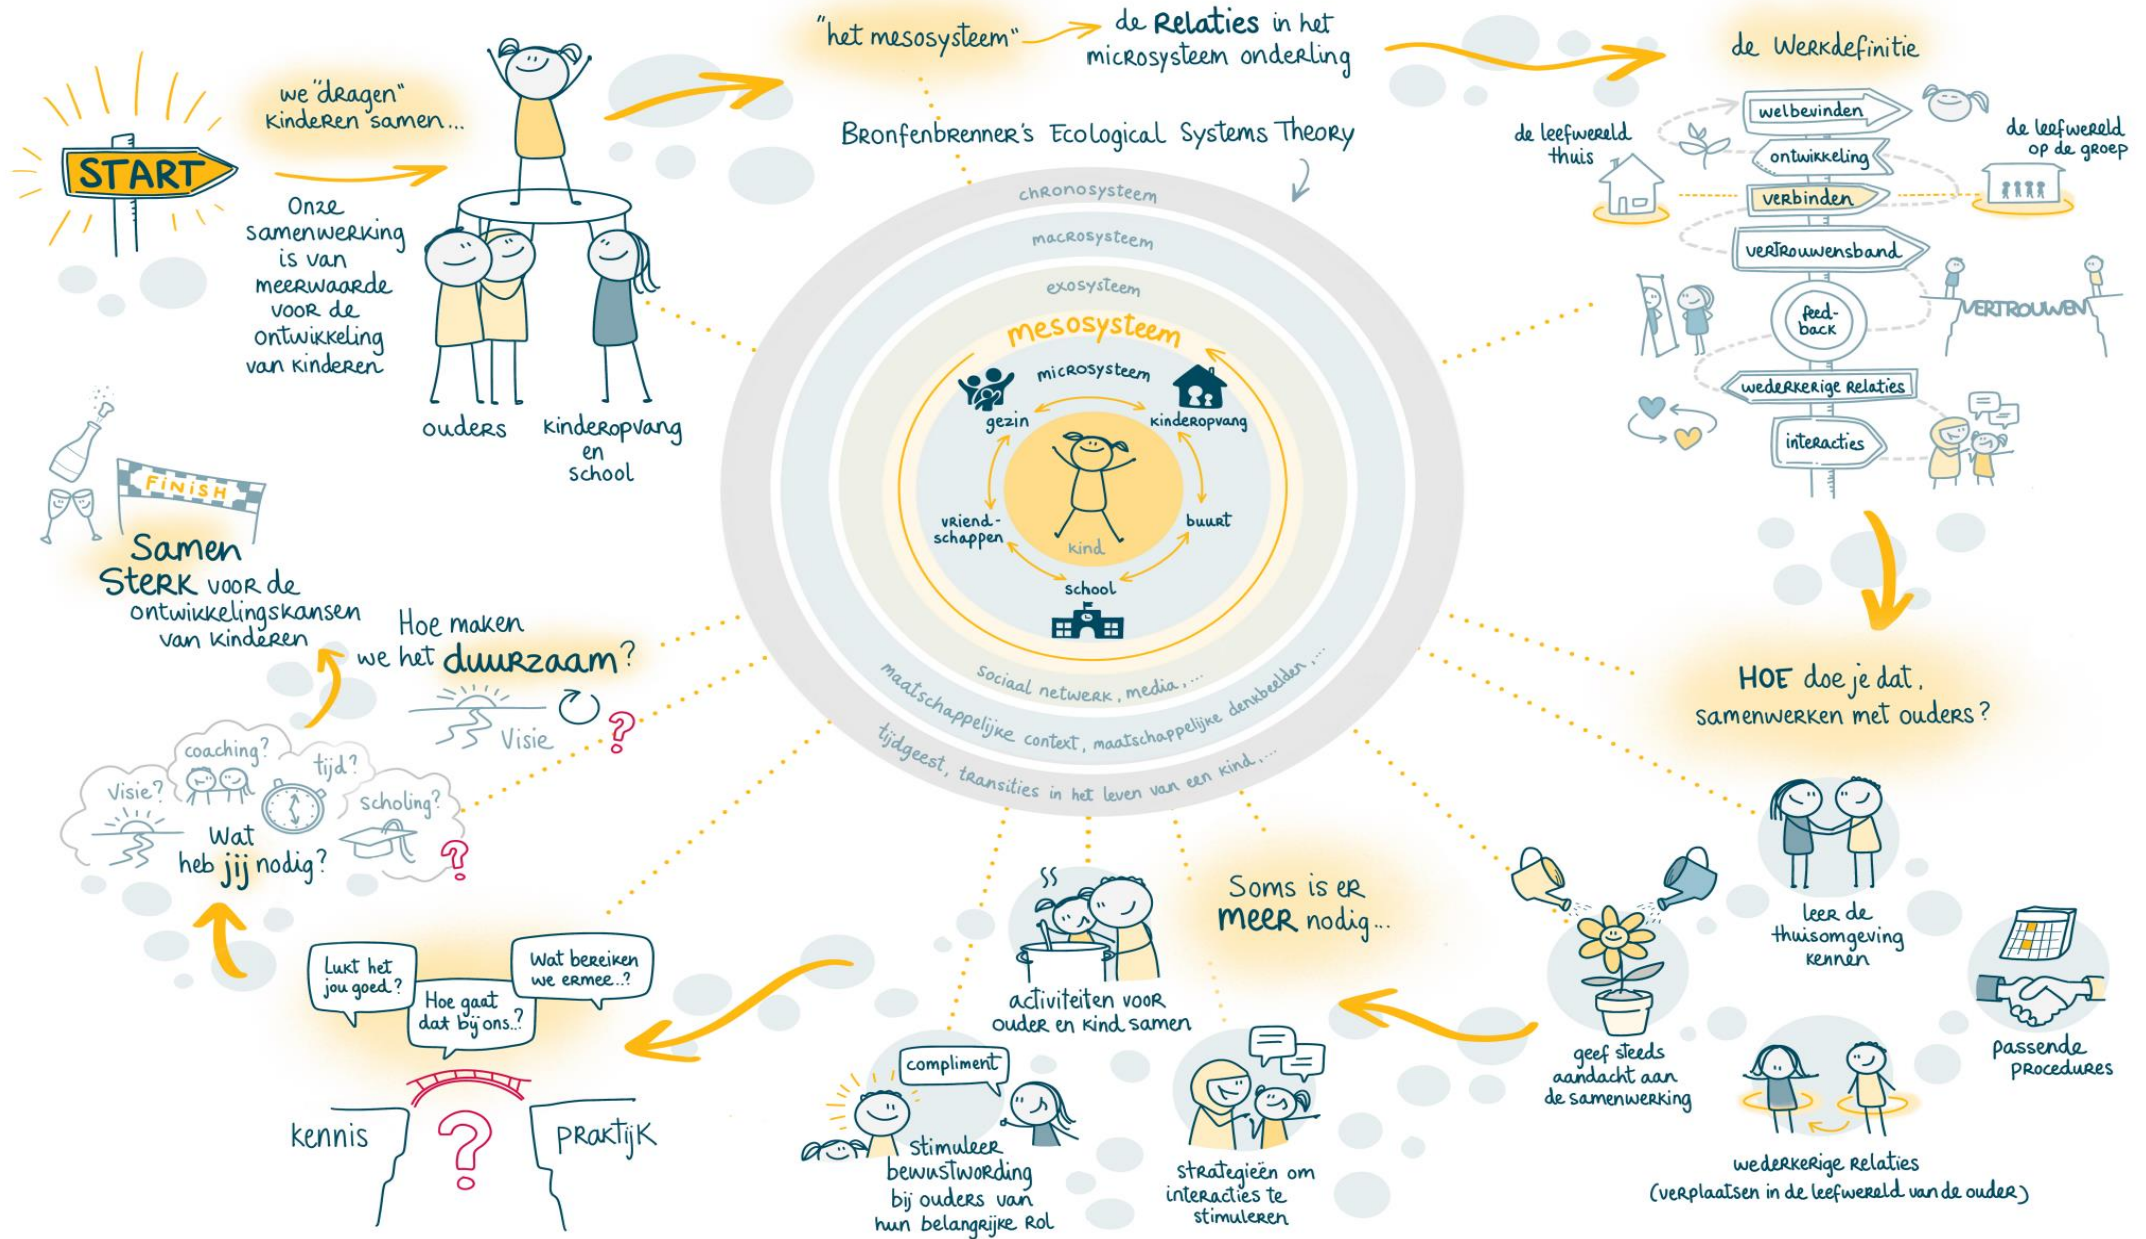 START
we "dragen"
kinderen samen...
Onze
samenwerking
is van
meerwaarde
voor de
ontwikkeling
van kinderen
ouders
kinderopvang
en
school
"het mesosysteem"
de Relaties in het
microsysteem onderling
Bronfenbrenner's Ecological Systems Theory
chronosysteem
macrosysteem
exosysteem
mesosysteem
microsysteem
gezin
kinderopvang
vriend-
schappen
buurt
kind
school
sociaal netwerk, media,...
maatschappelijke context, maatschappelijke denkbeelden,...
tijdgeest, transities in het leven van een kind,...
de Werkdefinitie
de leefwereld
thuis
de leefwereld
op de groep
welbevinden
ontwikkeling
verbinden
vertrouwensband
feed-
back
VERTROUWEN
wederkerige relaties
interacties
HOE doe je dat,
samenwerken met ouders?
leer de
thuisomgeving
kennen
passende
procedures
geef steeds
aandacht aan
de samenwerking
wederkerige relaties
(verplaatsen in de leefwereld van de ouder)
Soms is er
MEER nodig...
activiteiten voor
ouder en kind samen
compliment
stimuleer
bewustwording
bij ouders van
hun belangrijke rol
strategieën om
interacties te
stimuleren
Lukt het
jou goed?
Hoe gaat
dat bij ons..?
Wat bereiken
we ermee..?
kennis
?
praktijk
Visie?
coaching?
tijd?
scholing?
Wat
heb jij nodig?
?
Hoe maken
we het duurzaam?
Visie
?
FINISH
Samen
Sterk voor de
ontwikkelingskansen
van kinderen